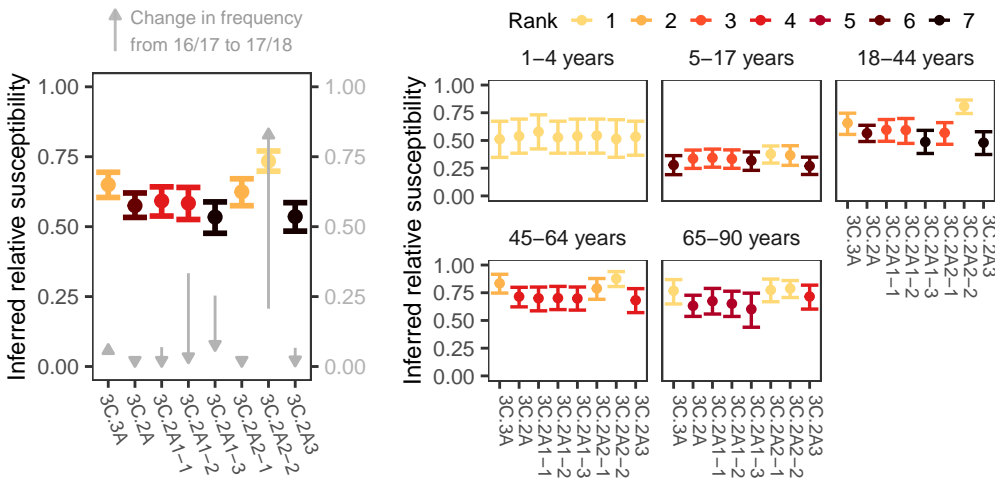 Change in frequency
from 16/17 to 17/18
Inferred relative susceptibility
1.00
0.75
0.50
0.25
0.00
1.00
0.75
0.50
0.25
0.00
3C.3A
3C.2A
3C.2A1−1
3C.2A1−2
3C.2A1−3
3C.2A2−1
3C.2A2−2
3C.2A3
Rank 1 2 3 4 5 6 7
Inferred relative susceptibility
1−4 years 5−17 years 18−44 years
1.00
0.75
0.50
0.25
0.00
3C.3A
3C.2A
3C.2A1−1
3C.2A1−2
3C.2A1−3
3C.2A2−1
3C.2A2−2
3C.2A3
45−64 years 65−90 years
1.00
0.75
0.50
0.25
0.00
3C.3A
3C.2A
3C.2A1−1
3C.2A1−2
3C.2A1−3
3C.2A2−1
3C.2A2−2
3C.2A3
3C.3A
3C.2A
3C.2A1−1
3C.2A1−2
3C.2A1−3
3C.2A2−1
3C.2A2−2
3C.2A3